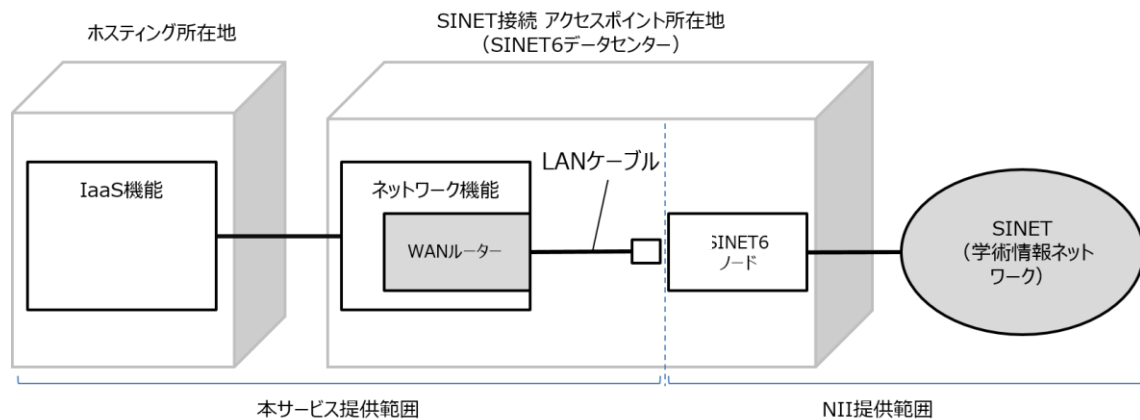 ホスティング所在地
SINET接続 アクセスポイント所在地
（SINET6データセンター）
LANケーブル
IaaS機能
ネットワーク機能
WANルーター
SINET6
ノード
SINET
（学術情報ネット
ワーク）
本サービス提供範囲
NII提供範囲